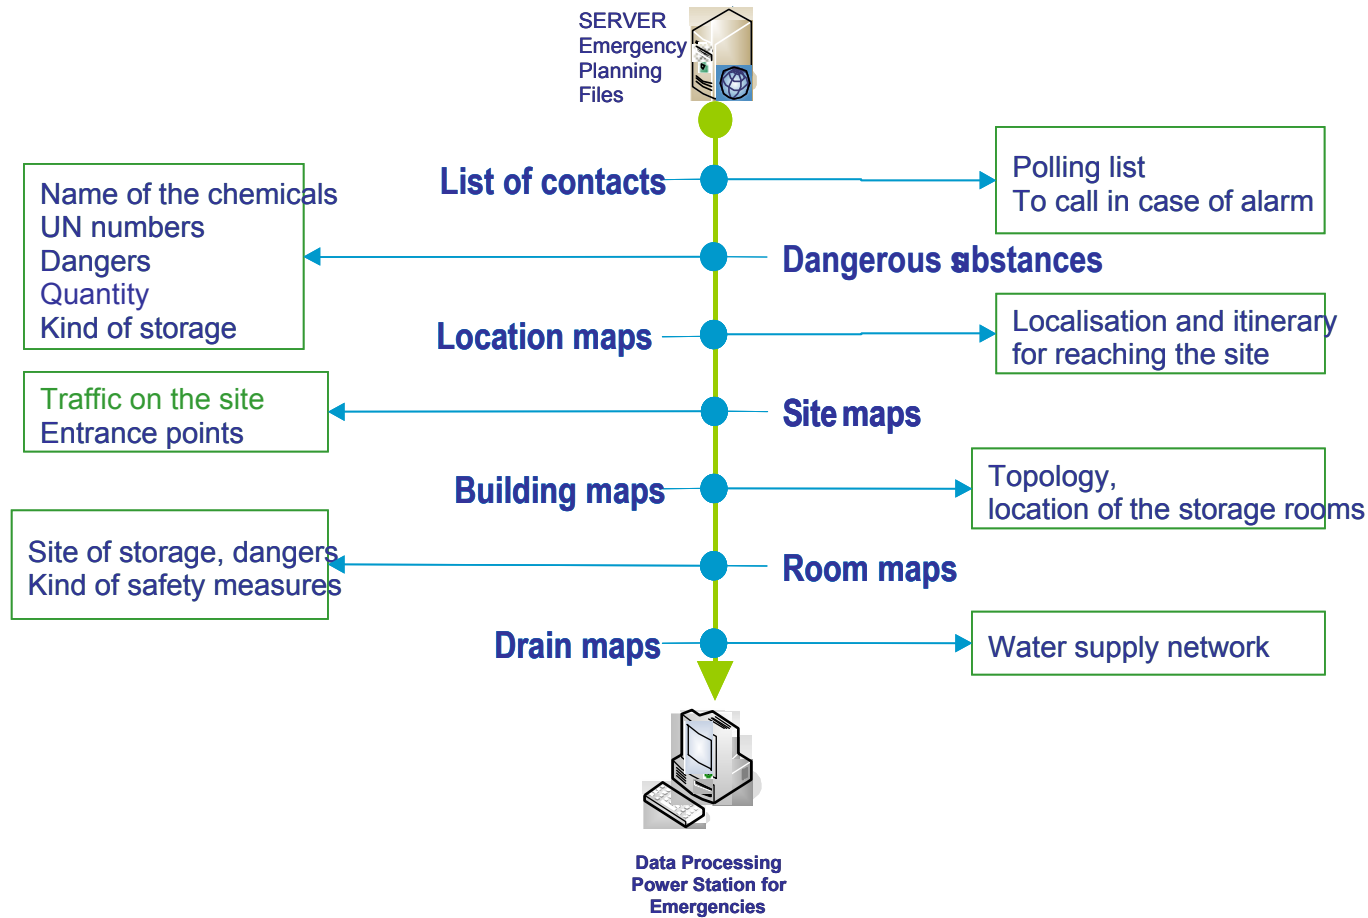 SERVER
Emergency
Planning
Files
List of contacts
Polling list
To call in case of alarm
Name of the chemicals
UN numbers
Dangers
Quantity
Kind of storage
Dangerous substances
Location maps
Localisation and itinerary
for reaching the site
Traffic on the site
Entrance points
Site maps
Building maps
Topology,
location of the storage rooms
Site of storage, dangers
Kind of safety measures
Room maps
Drain maps
Water supply network
Data Processing
Power Station for
Emergencies